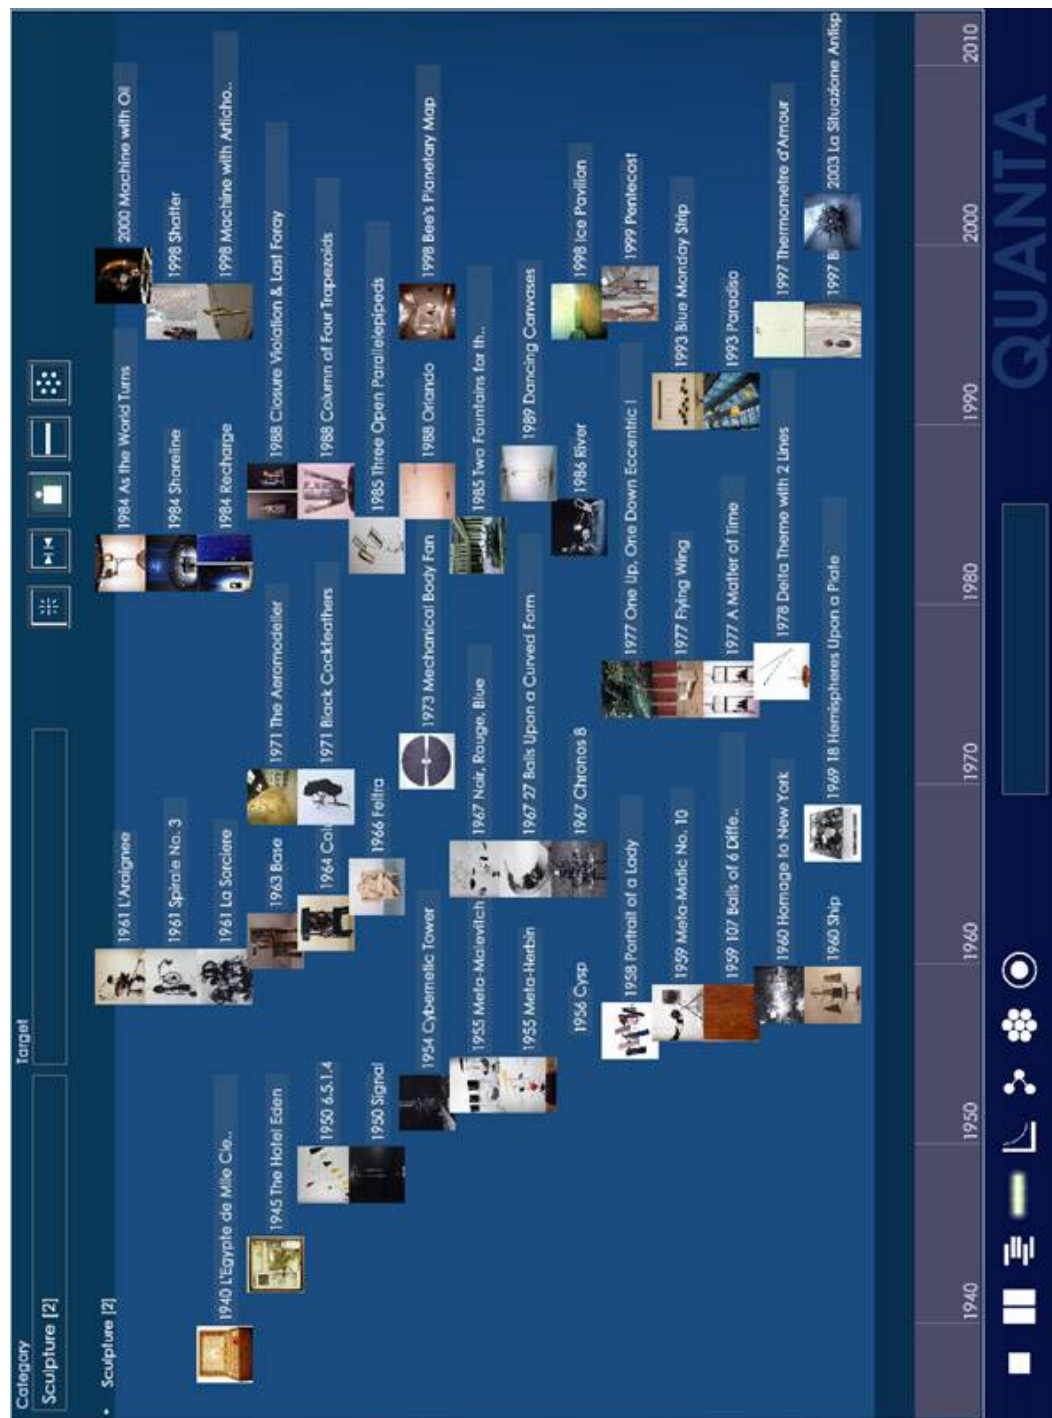 Category
Target
Sculpture [2]
Sculpture [2]
1961 L'Araignee
1984 As the World Turns
2000 Machine with Oil
1961 Spirale No. 3
1984 Shoreline
1998 Shatter
1940 L'Egypte de Mlle Cle..
1961 La Sorciere
1984 Recharge
1998 Machine with Articho..
1945 The Hotel Eden
1963 Base
1971 The Aeromodeller
1988 Closure Violation & Last Foray
1950 6.5.1.4
1964 Colu
1971 Black Cockfeathers
1988 Column of Four Trapezoids
1950 Signal
1966 Feltra
1985 Three Open Parallelepipeds
1954 Cybernetic Tower
1973 Mechanical Body Fan
1988 Orlando
1998 Bee's Planetary Map
1955 Meta-Malevitch
1967 Noir, Rouge, Blue
1985 Two Fountains for th..
1955 Meta-Herbin
1967 27 Balls Upon a Curved Form
1989 Dancing Canvases
1956 Cysp
1967 Chronos 8
1986 River
1998 Ice Pavilion
1958 Portrait of a Lady
1977 One Up, One Down Eccentric I
1999 Pentecost
1959 Meta-Matic No. 10
1977 Flying Wing
1993 Blue Monday Strip
1959 107 Balls of 6 Diffe..
1977 A Matter of Time
1993 Paradiso
1960 Homage to New York
1978 Delta Theme with 2 Lines
1997 Thermometre d'Amour
1960 Ship
1969 18 Hemispheres Upon a Plate
1997 B
2003 La Situazione Antisp
1940 1950 1960 1970 1980 1990 2000 2010
QUANTA